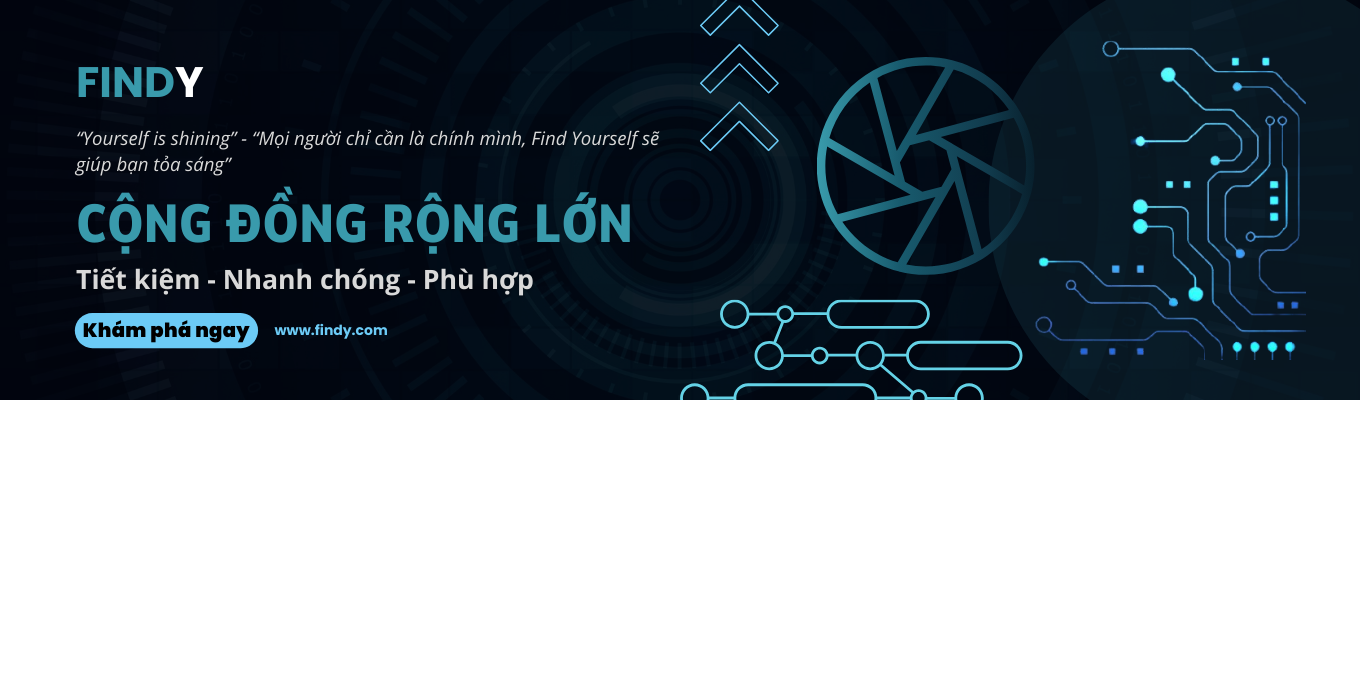 FINDY
“Yourself is shining” - “Mọi người chỉ cần là chính mình, Find Yourself sẽ
giúp bạn tỏa sáng”
CỘNG ĐỒNG RỘNG LỚN
Tiết kiệm - Nhanh chóng - Phù hợp
Khám phá ngay www.findy.com